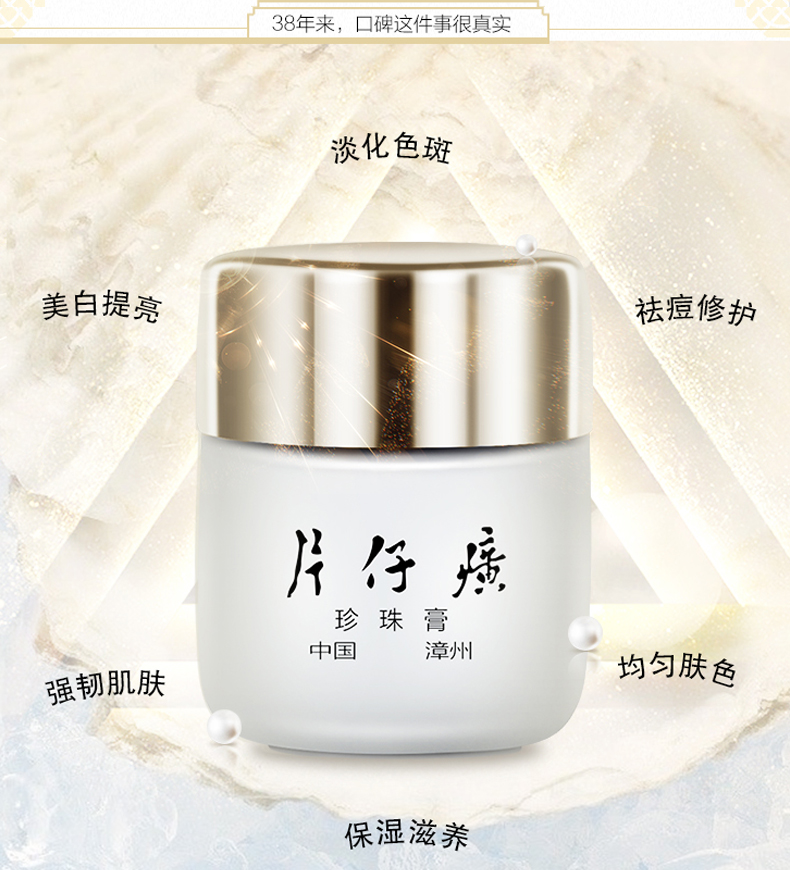 38年来，口碑这件事很真实
淡化色斑
美白提亮
祛痘修护
片仔癀
珍珠膏
中国 漳州
强韧肌肤
均匀肤色
保湿滋养